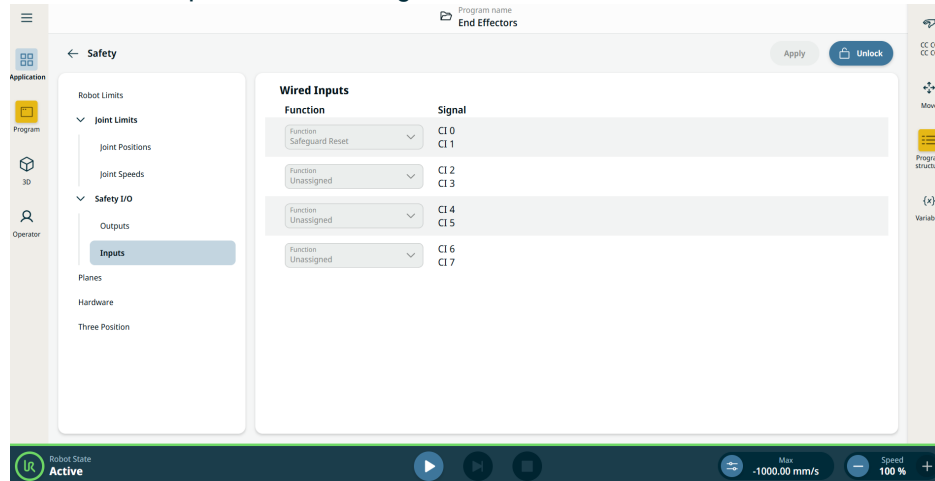 Program name
End Effectors
Safety
Apply
Unlock
Application
Program
3D
Operator
Robot Limits
Joint Limits
Joint Positions
Joint Speeds
Safety I/O
Outputs
Inputs
Planes
Hardware
Three Position
Wired Inputs
Function Signal
Function
Safeguard Reset
CI 0
CI 1
Function
Unassigned
CI 2
CI 3
Function
Unassigned
CI 4
CI 5
Function
Unassigned
CI 6
CI 7
{x}
UR
Robot State
Active
Max
-1000.00 mm/s
Speed
100 %